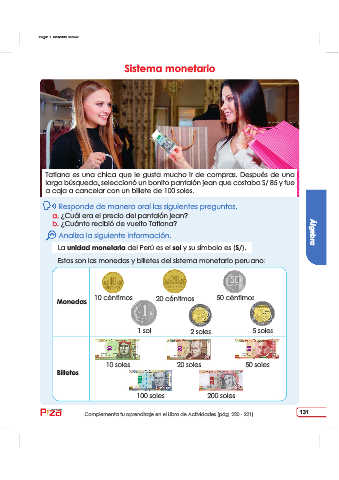 Sistema monetario
Tatiana es una chica que le gusta mucho ir de compras. Después de una
larga búsqueda, seleccionó un bonito pantalón jean que costaba S/ 85 y fue
a caja a cancelar con un billete de 100 soles.
Responde de manera oral las siguientes preguntas.
a. ¿Cuál era el precio del pantalón jean?
b. ¿Cuánto recibió de vuelto Tatiana?
Analiza la siguiente información.
La unidad monetaria del Perú es el sol y su símbolo es (S/).
Estas son las monedas y billetes del sistema monetario peruano:
Monedas
10 céntimos 20 céntimos 50 céntimos
1 sol 2 soles 5 soles
Billetes
10 soles 20 soles 50 soles
100 soles 200 soles
Álgebra
Complementa tu aprendizaje en el Libro de Actividades (pág. 220 - 221)
131